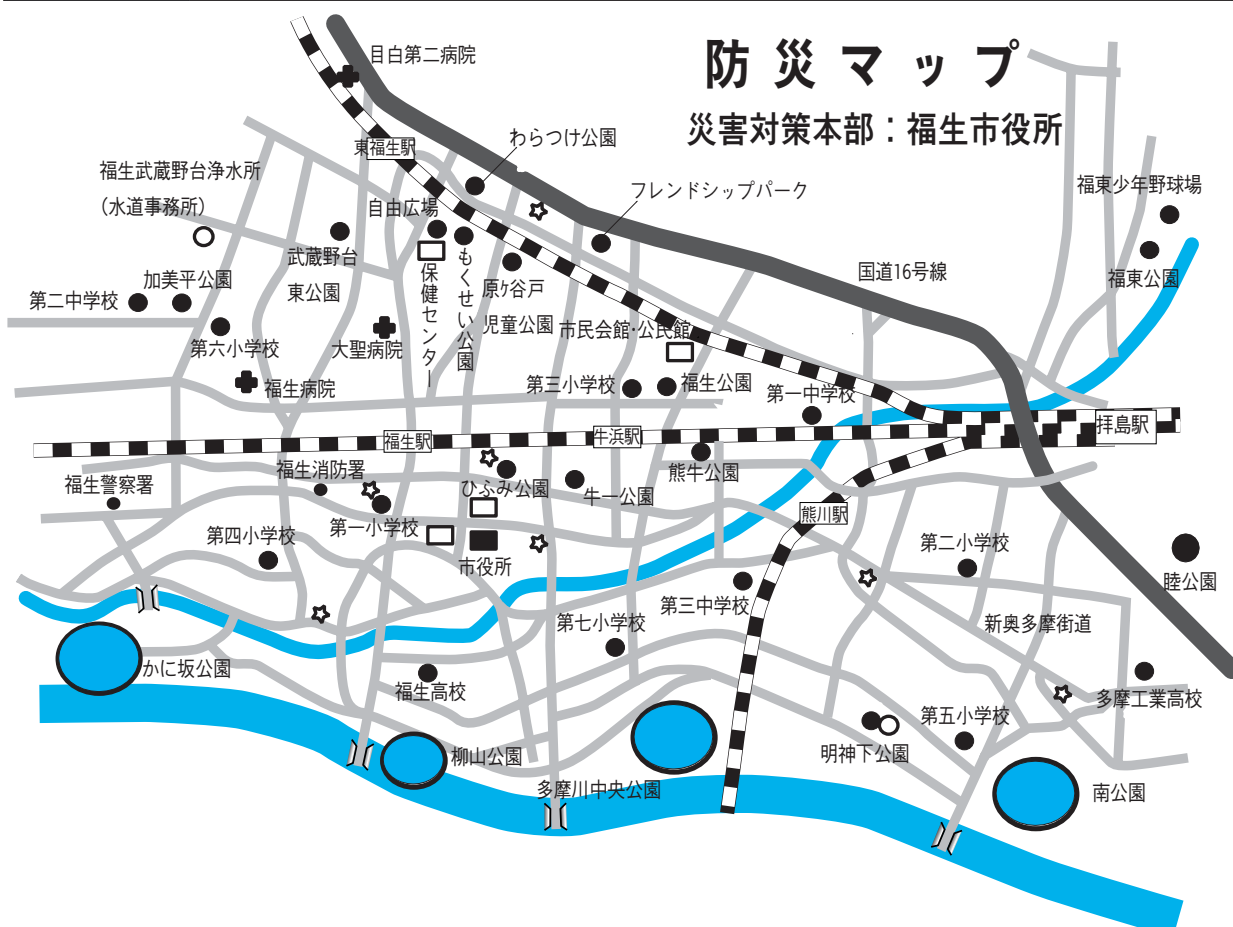 防災マップ
災害対策本部：福生市役所
目白第二病院
東福生駅
わらつけ公園
福生武蔵野台浄水所
（水道事務所）
自由広場
フレンドシップパーク
福東少年野球場
武蔵野台
東公園
保健センター
もくせい公園
原ケ谷戸
児童公園
国道16号線
福東公園
加美平公園
第二中学校
第六小学校
大聖病院
市民会館・公民館
福生病院
第三小学校
福生公園
第一中学校
福生駅
牛浜駅
拝島駅
福生警察署
福生消防署
ひふみ公園
牛一公園
熊牛公園
熊川駅
第四小学校
第一小学校
市役所
第二小学校
睦公園
第三中学校
第七小学校
新奥多摩街道
かに坂公園
福生高校
多摩工業高校
第五小学校
明神下公園
柳山公園
多摩川中央公園
南公園